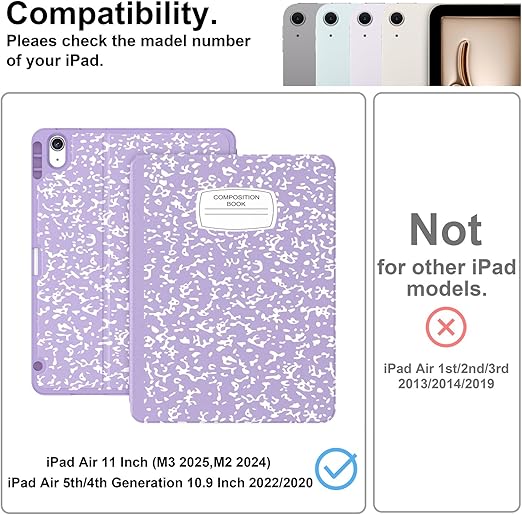 Compatibility.
Pleaes check the madel number
of your iPad.
COMPOSITION
BOOK
Not
for other iPad
models.
iPad Air 1st/2nd/3rd
2013/2014/2019
iPad Air 11 Inch (M3 2025,M2 2024)
iPad Air 5th/4th Generation 10.9 Inch 2022/2020